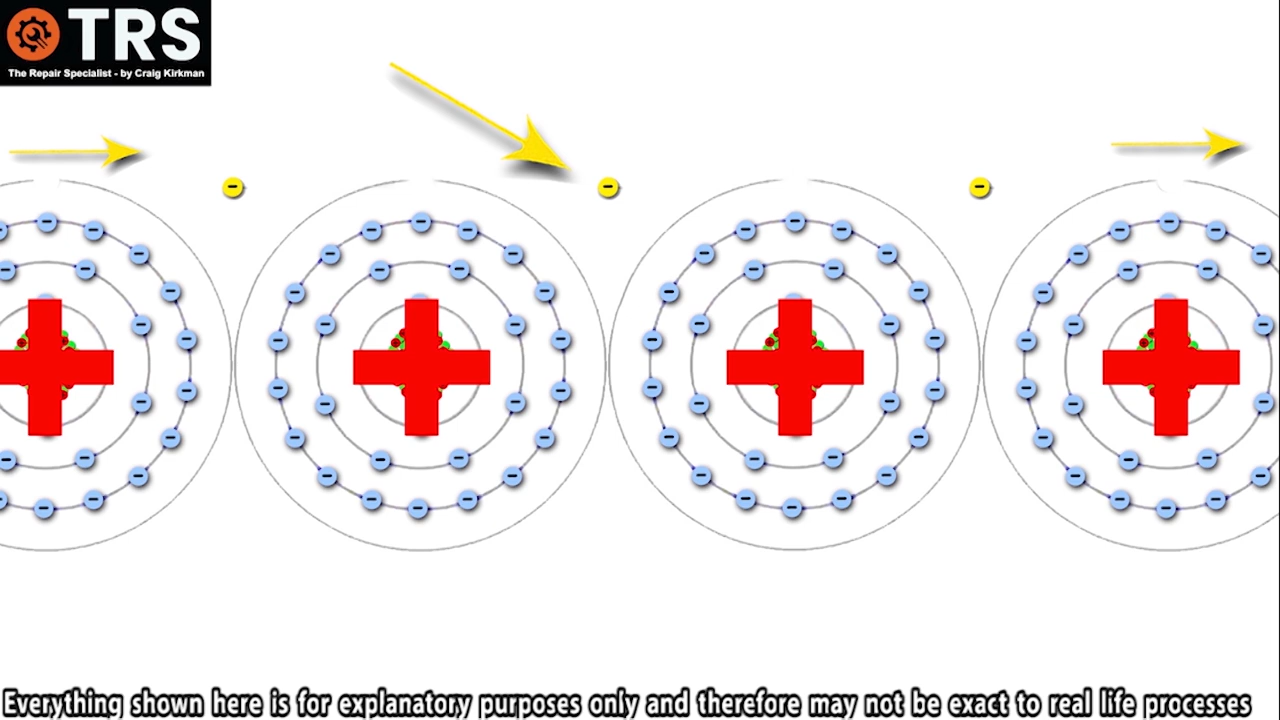 TRS
The Repair Specialist - by Craig Kirkman
Everything shown here is for explanatory purposes only and therefore may not be exact to real life processes